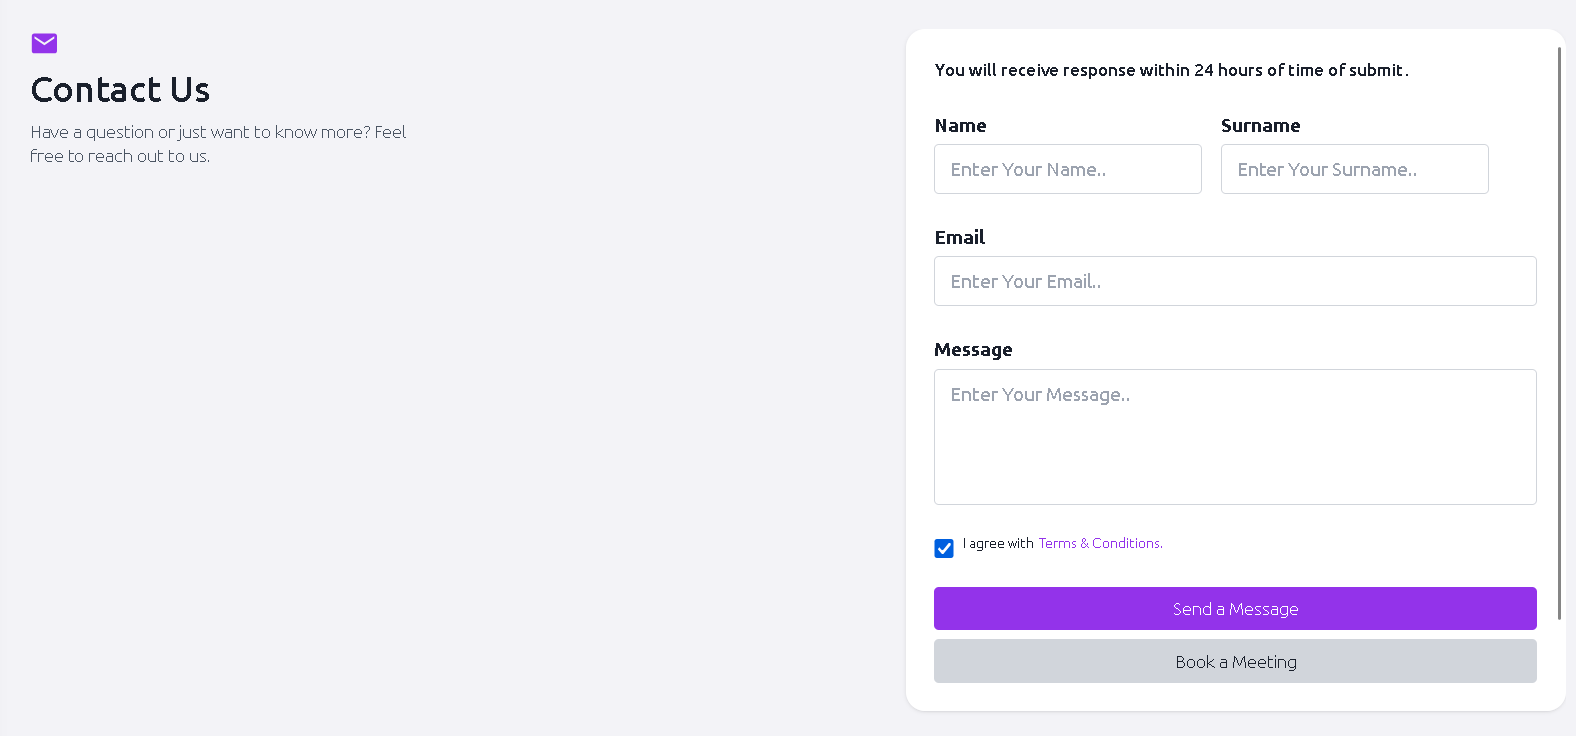 Contact Us
Have a question or just want to know more? Feel
free to reach out to us.
You will receive response within 24 hours of time of submit.
Name
Surname
Enter Your Name..
Enter Your Surname..
Email
Enter Your Email..
Message
Enter Your Message..
I agree with Terms & Conditions.
Send a Message
Book a Meeting